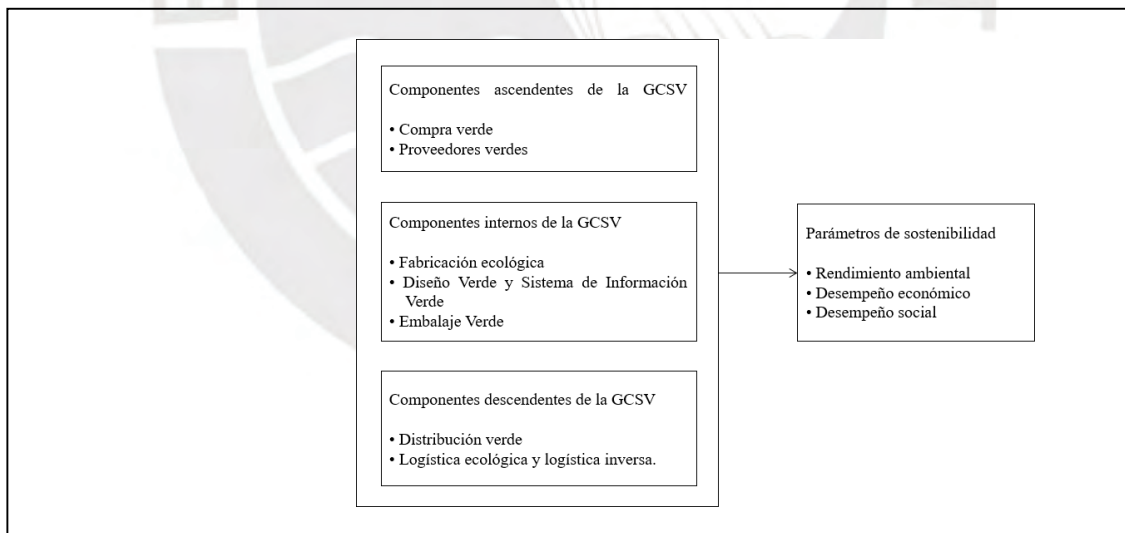 Componentes ascendentes de la GCSV
• Compra verde
• Proveedores verdes
Componentes internos de la GCSV
• Fabricación ecológica
• Diseño Verde y Sistema de Información
Verde
• Embalaje Verde
Componentes descendentes de la GCSV
• Distribución verde
• Logística ecológica y logística inversa.
Parámetros de sostenibilidad
• Rendimiento ambiental
• Desempeño económico
• Desempeño social